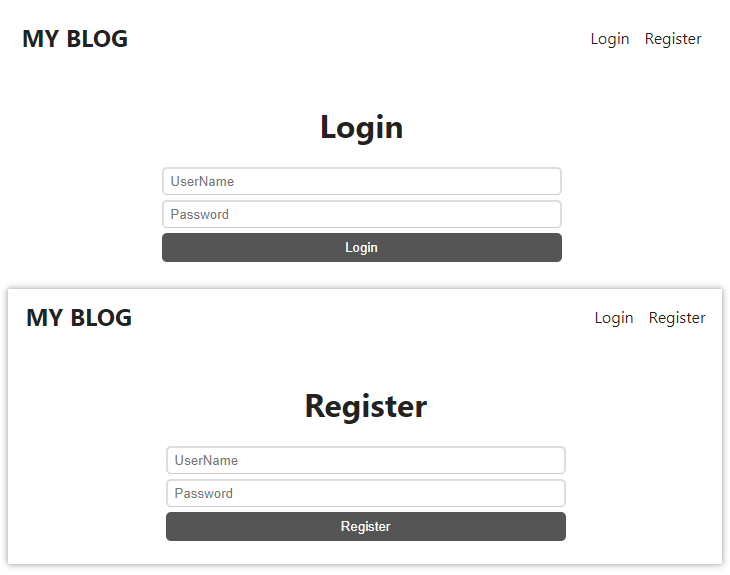 MY BLOG Login Register
Login
UserName
Password
Login
MY BLOG Login Register
Register
UserName
Password
Register